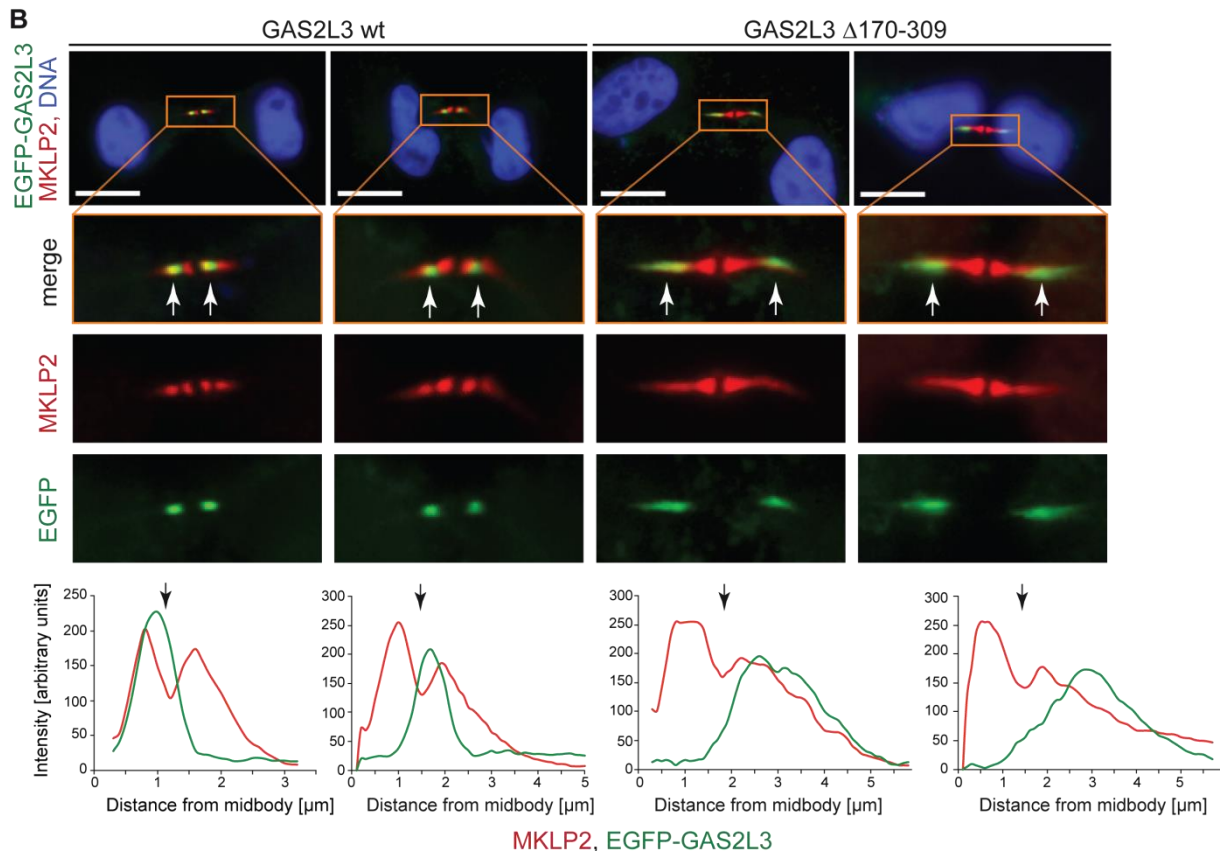 B
GAS2L3 wt
GAS2L3 Δ170-309
EGFP-GAS2L3
MKLP2, DNA
merge
MKLP2
EGFP
Intensity [arbitrary units]
250
200
150
100
50
0
0 1 2 3
Distance from midbody [µm]
300
250
200
150
100
50
0
0 1 2 3 4 5
Distance from midbody [µm]
300
250
200
150
100
50
0
0 1 2 3 4 5
Distance from midbody [µm]
300
250
200
150
100
50
0
0 1 2 3 4 5
Distance from midbody [µm]
MKLP2, EGFP-GAS2L3